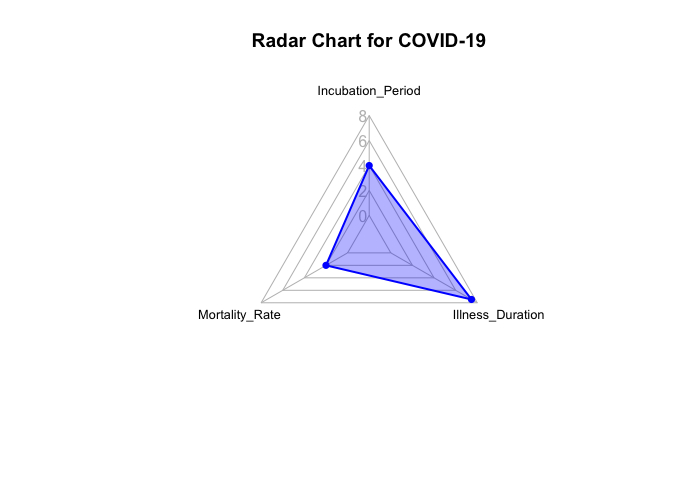 Radar Chart for COVID-19
Incubation_Period
8
6
4
2
0
Mortality_Rate
Illness_Duration